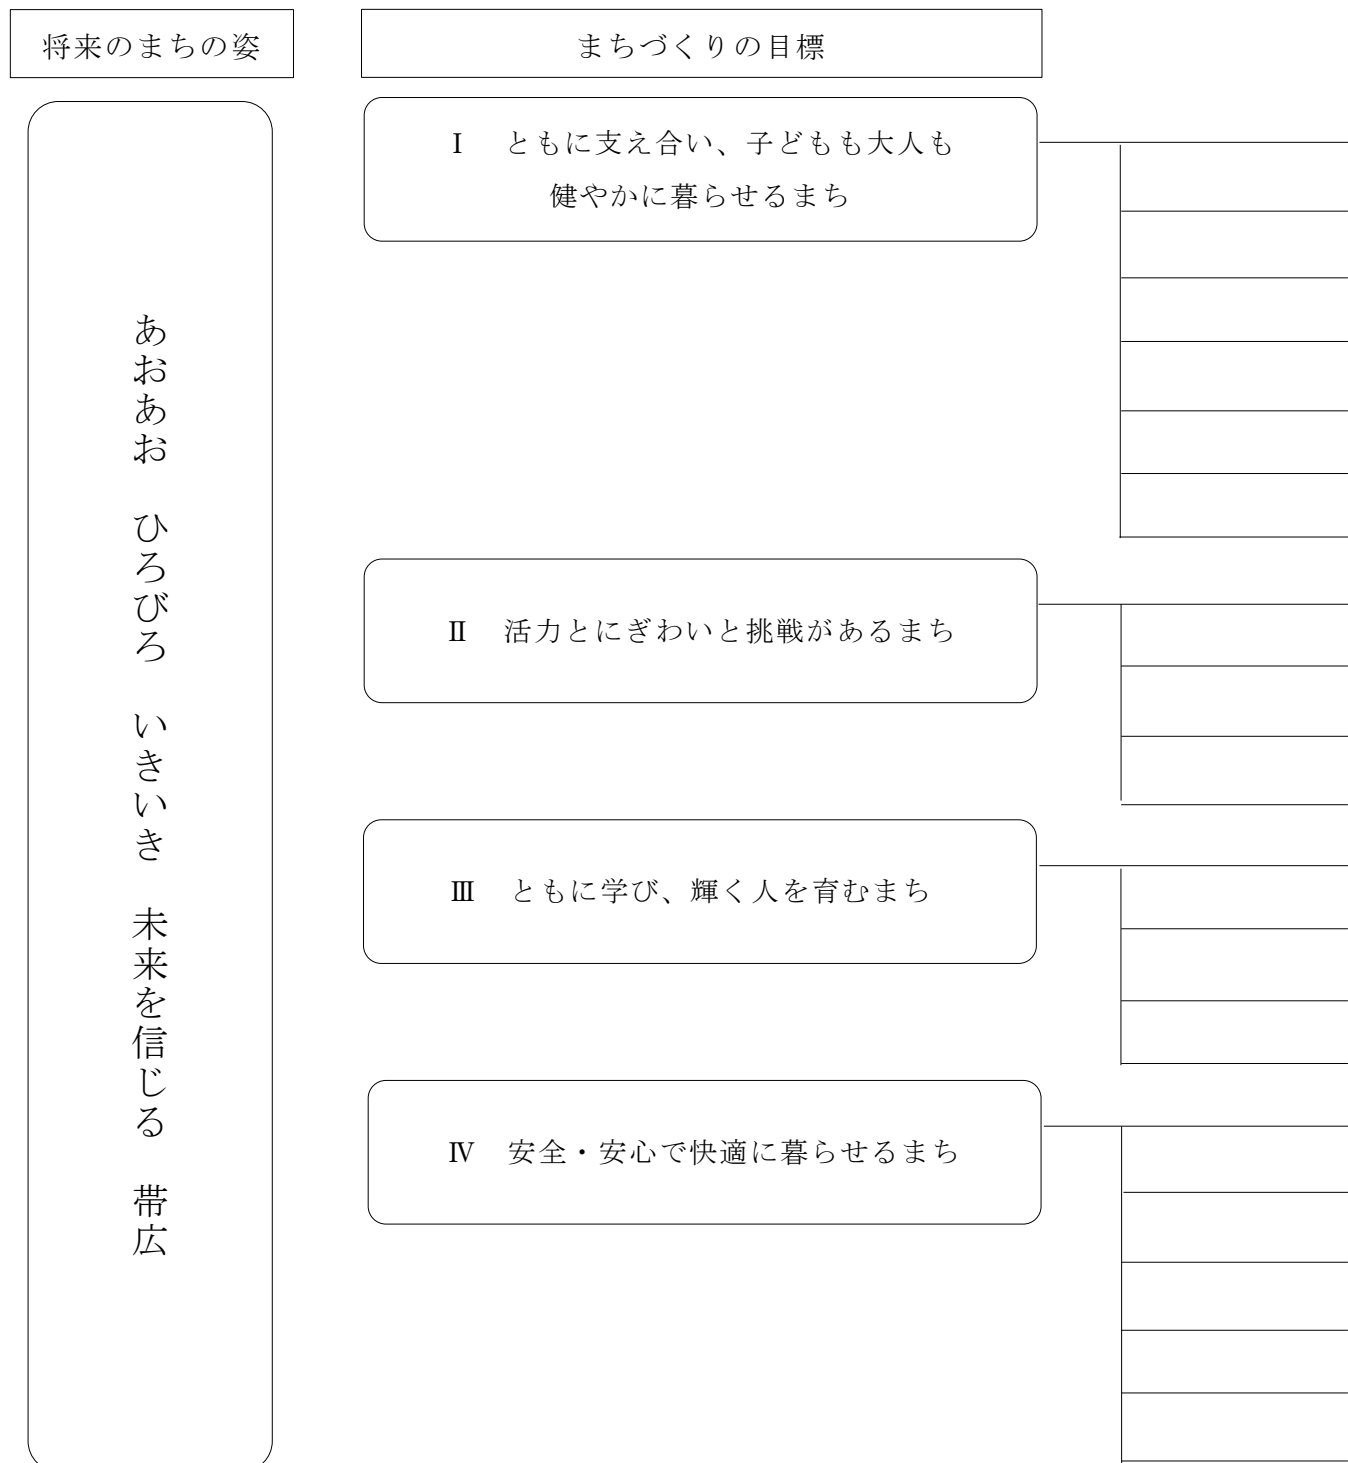 将来のまちの姿
まちづくりの目標
あおあお　ひろびろ　いきいき　未来を信じる　帯広
Ⅰ　ともに支え合い、子どもも大人も
健やかに暮らせるまち
Ⅱ　活力とにぎわいと挑戦があるまち
Ⅲ　ともに学び、輝く人を育むまち
Ⅳ　安全・安心で快適に暮らせるまち